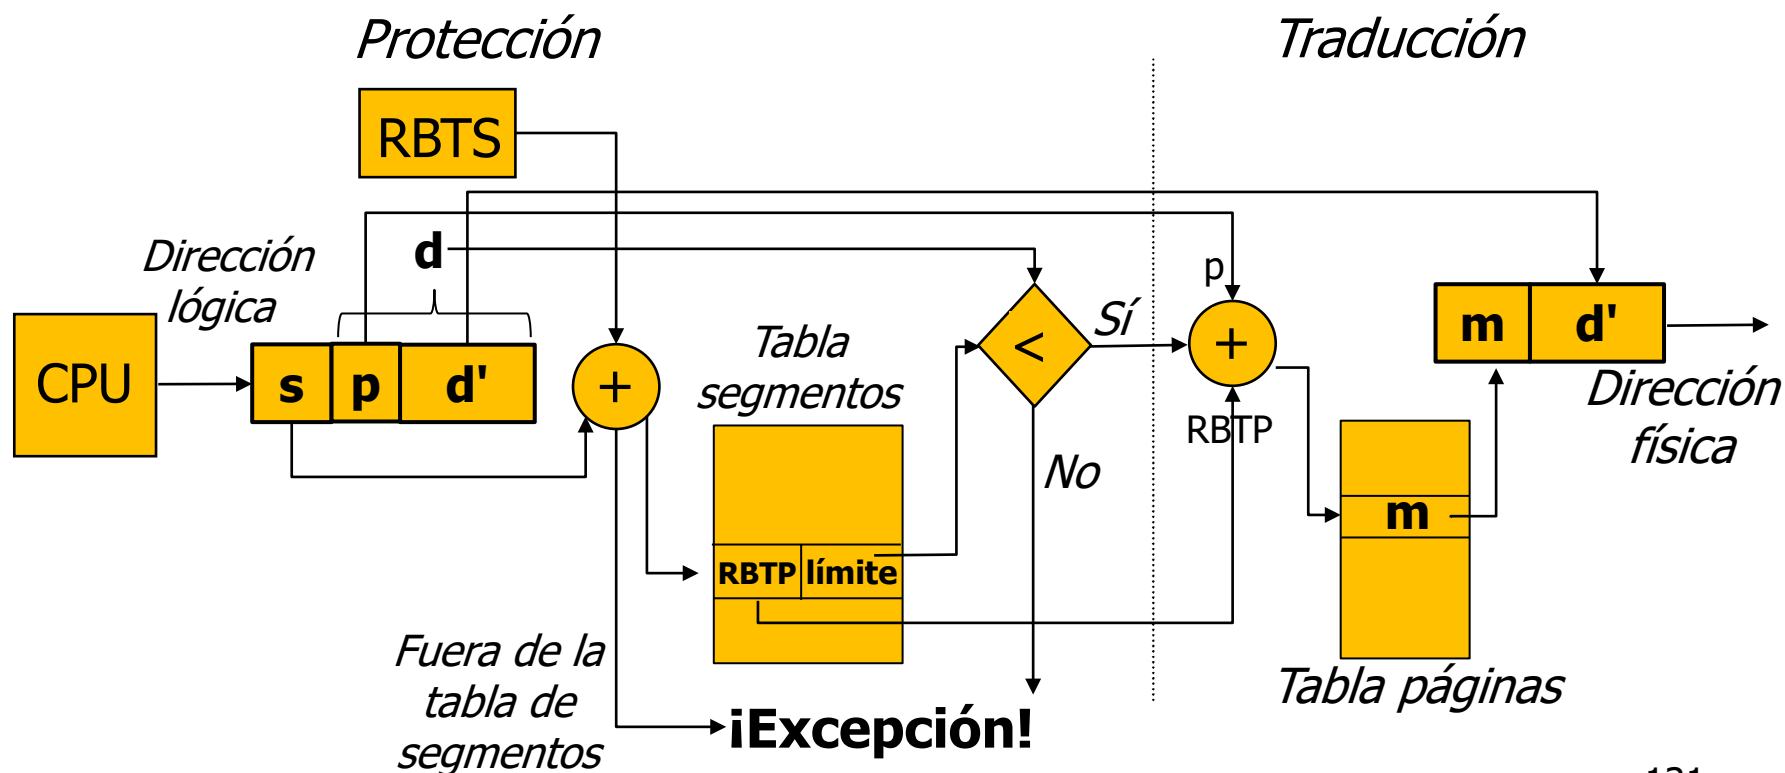 Protección
Traducción
RBTS
Dirección
lógica
d
CPU
s
p
d'
+
Tabla
segmentos
<
Sí
No
p
+
RBTP
m
d'
Dirección
física
RBTP
límite
m
Tabla páginas
Fuera de la
tabla de
segmentos
¡Excepción!